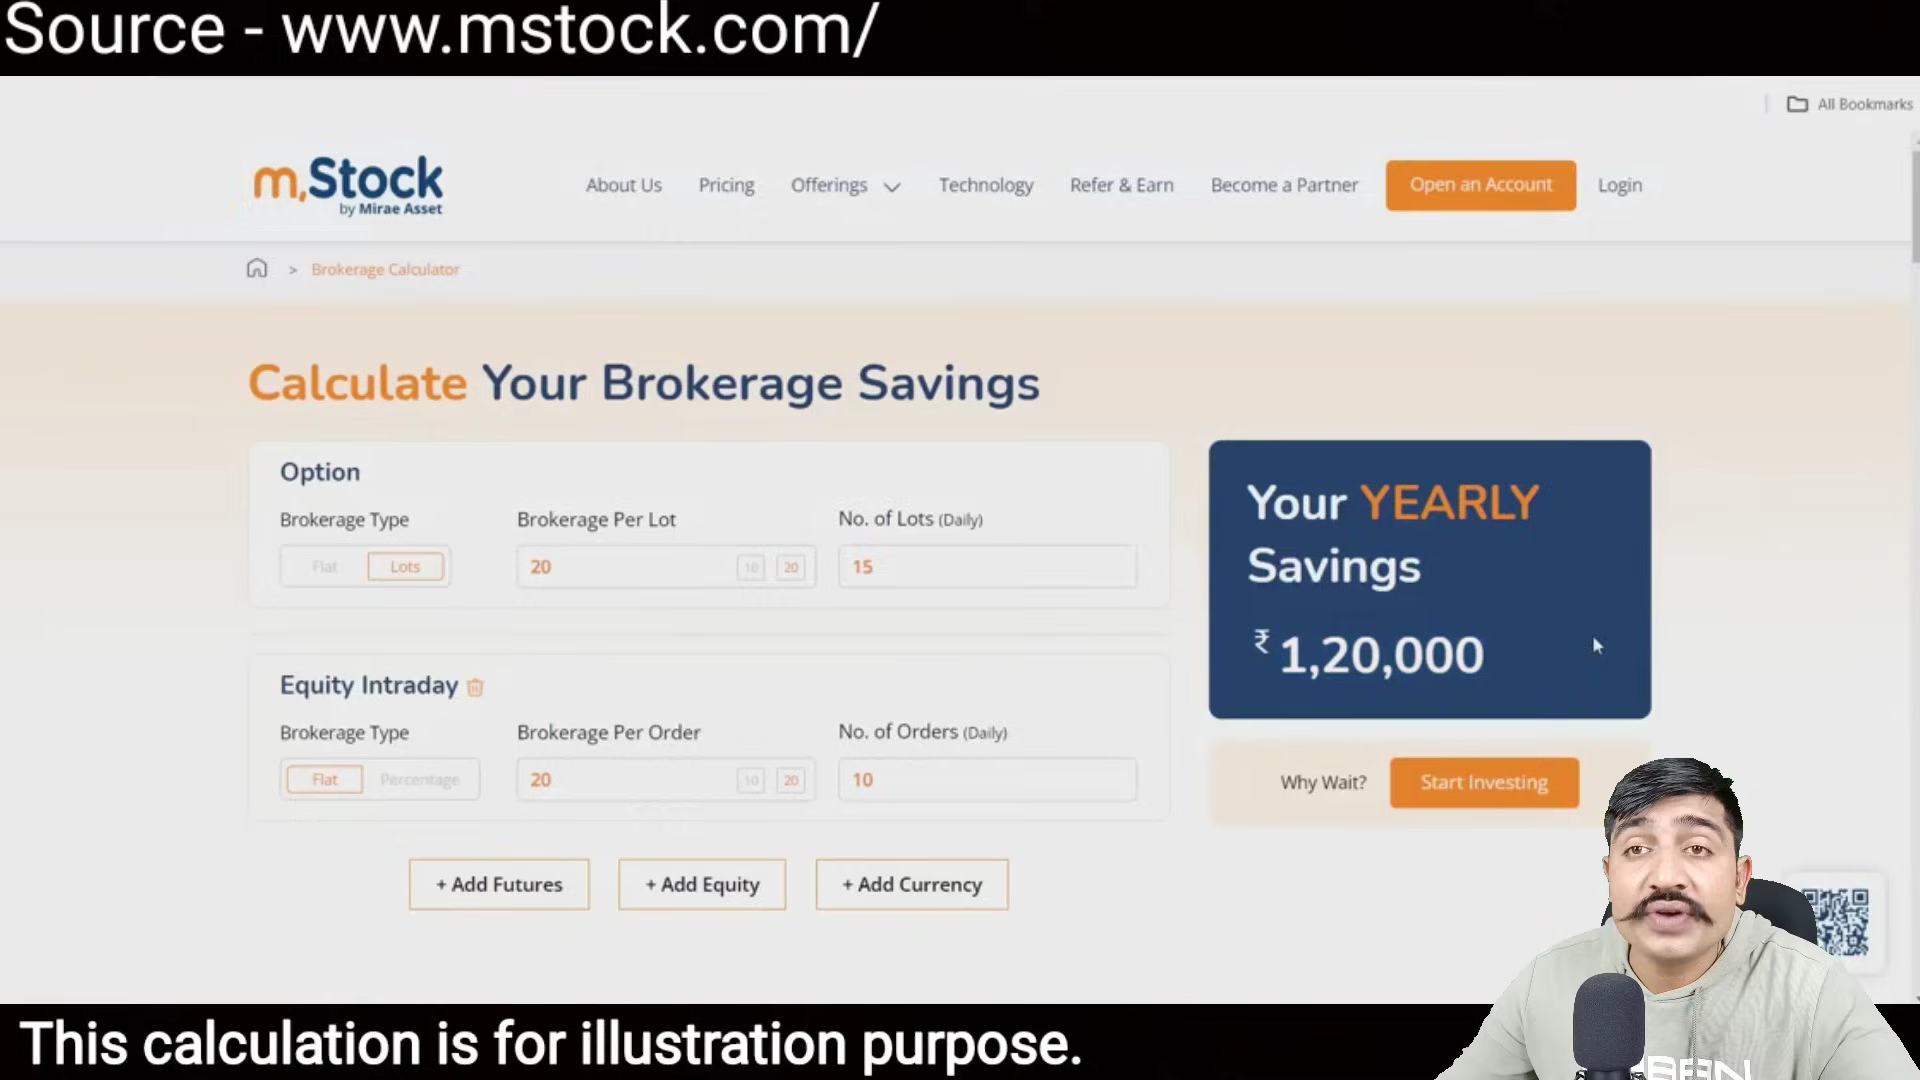 Source - www.mstock.com/
All Bookmarks
m.Stock
by Mirae Asset
About Us Pricing Offerings Technology Refer & Earn Become a Partner Open an Account Login
> Brokerage Calculator
Calculate Your Brokerage Savings
Option
Brokerage Type Brokerage Per Lot No. of Lots (Daily)
Flat Lots 20 10 20 15
Equity Intraday
Brokerage Type Brokerage Per Order No. of Orders (Daily)
Flat Percentage 20 10 20 10
+ Add Futures + Add Equity + Add Currency
Your YEARLY
Savings
₹ 1,20,000
Why Wait? Start Investing
This calculation is for illustration purpose.